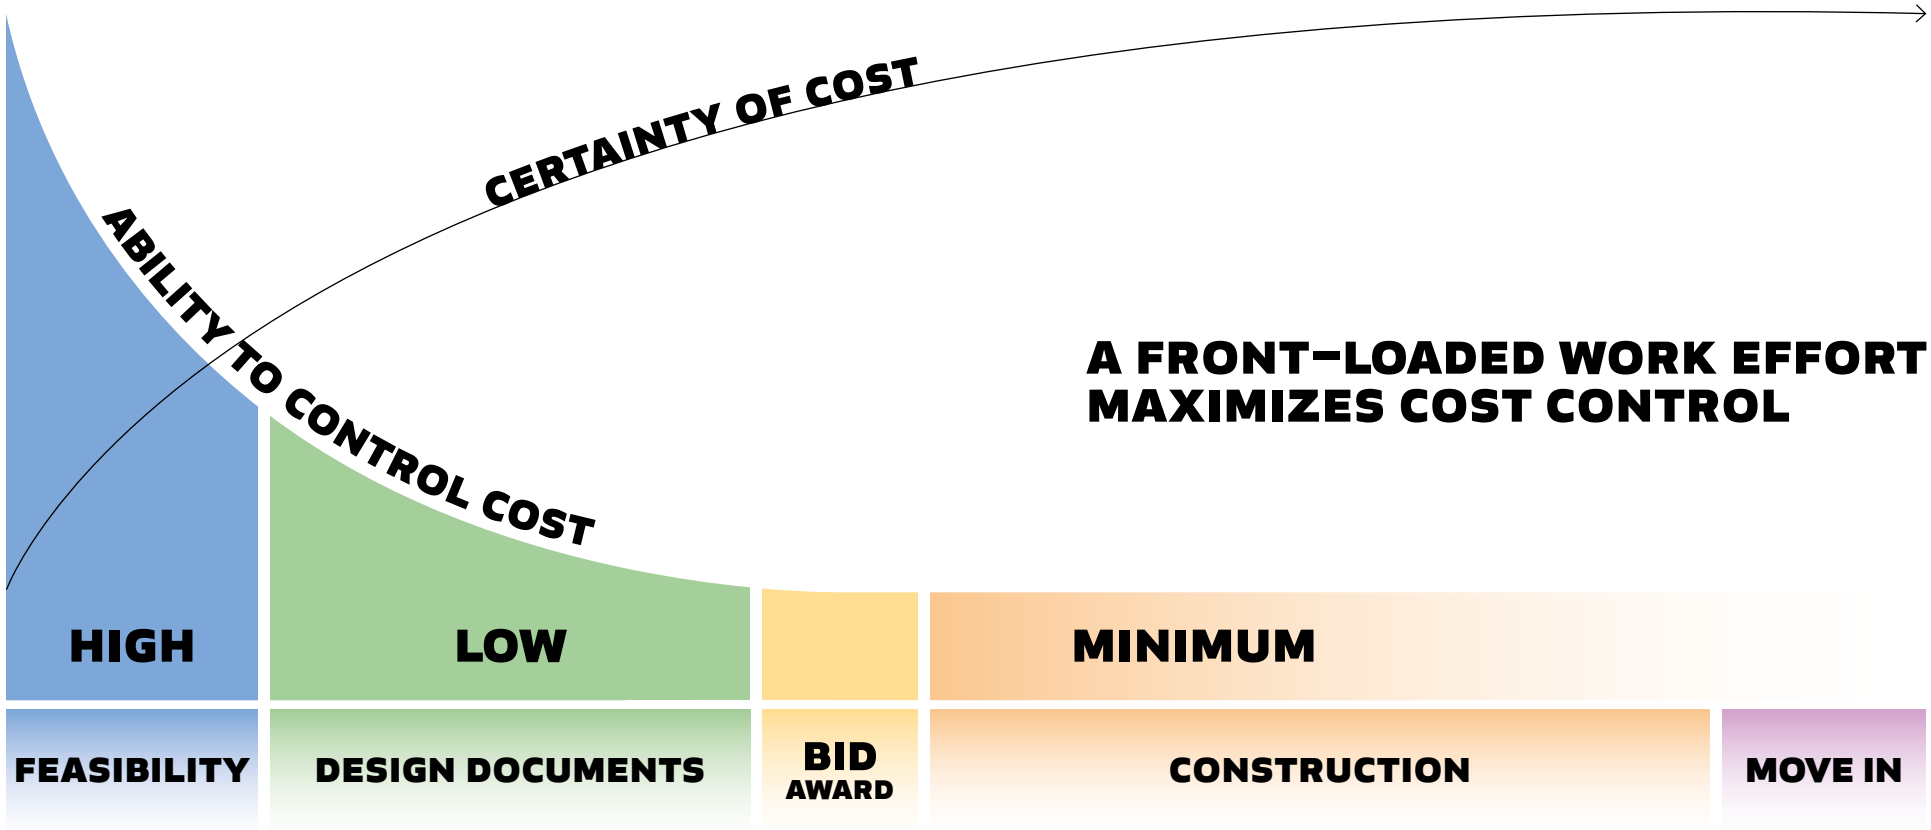 CERTAINTY OF COST
ABILITY TO CONTROL COST
A FRONT-LOADED WORK EFFORT
MAXIMIZES COST CONTROL
HIGH
LOW
MINIMUM
FEASIBILITY
DESIGN DOCUMENTS
BID
AWARD
CONSTRUCTION
MOVE IN